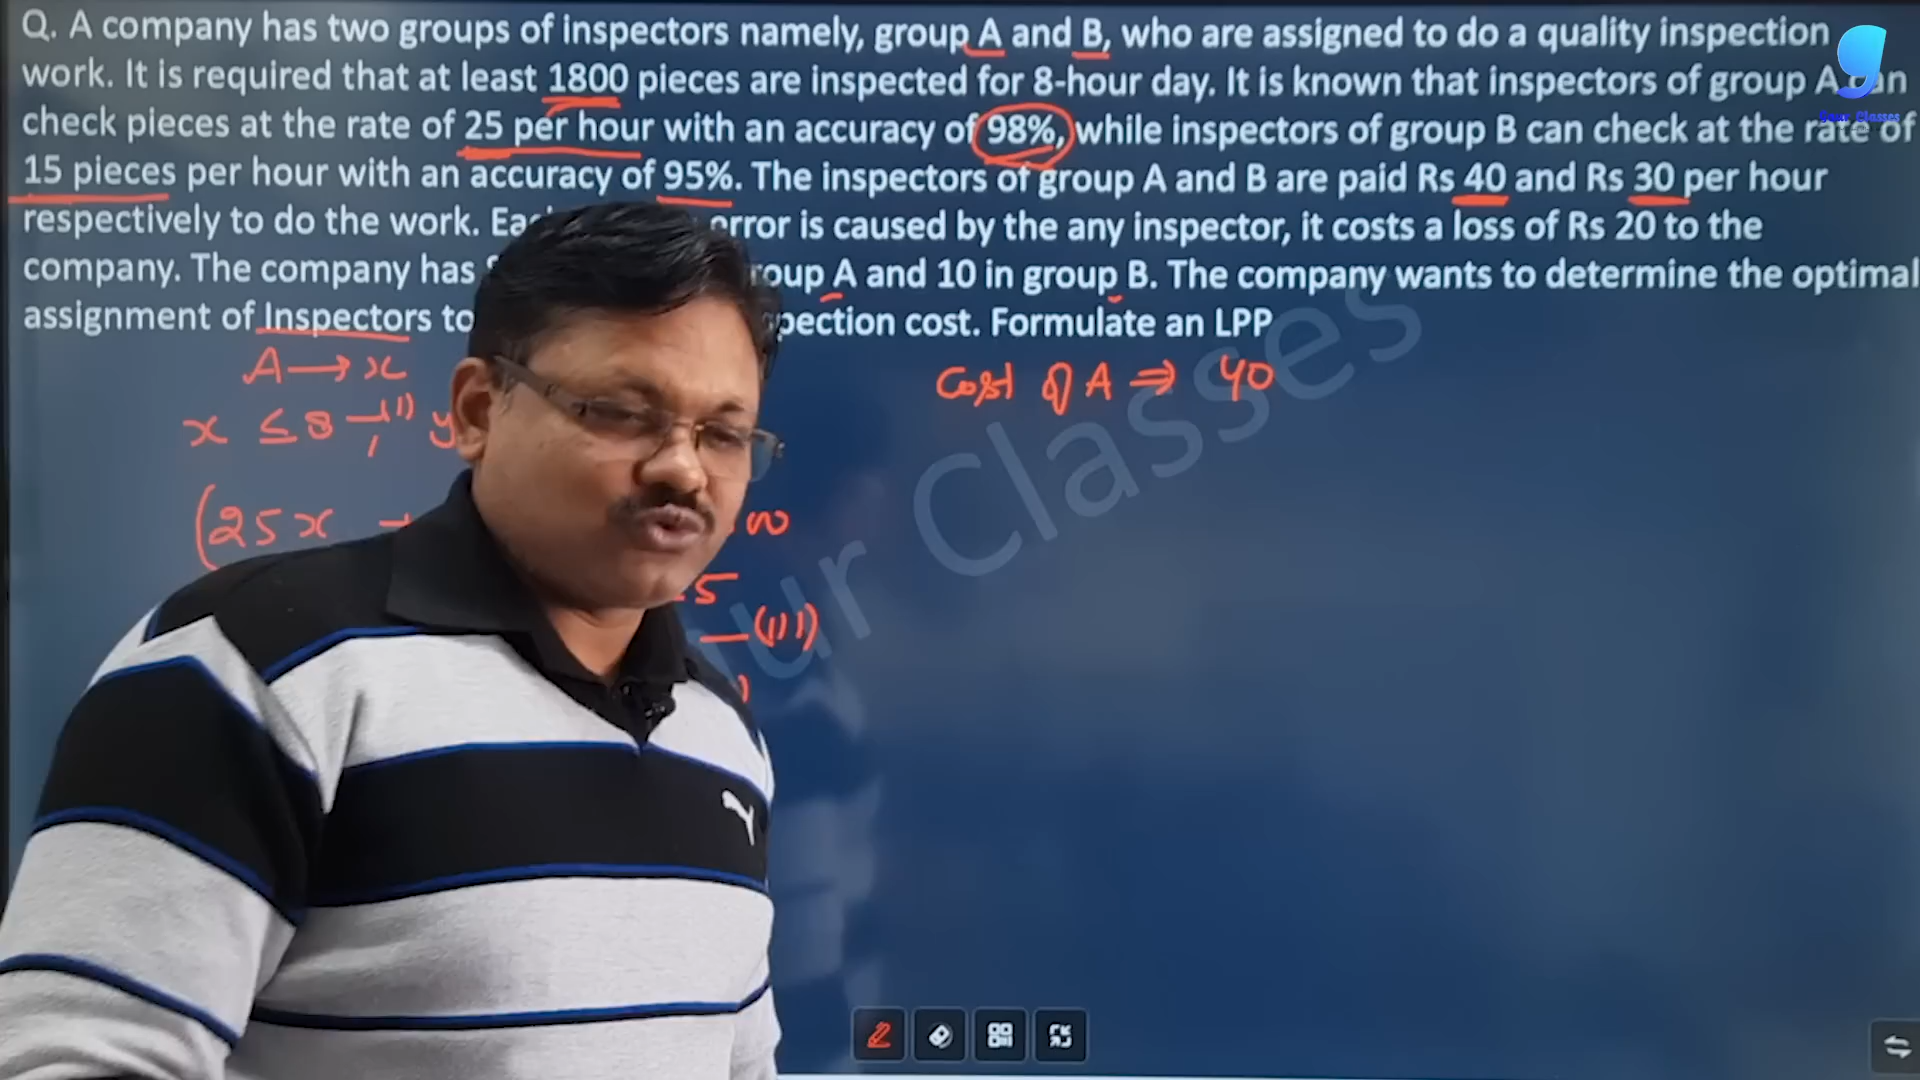 Q. A company has two groups of inspectors namely, group A and B, who are assigned to do a quality inspection
work. It is required that at least 1800 pieces are inspected for 8-hour day. It is known that inspectors of group A can
check pieces at the rate of 25 per hour with an accuracy of 98%, while inspectors of group B can check at the rate of
15 pieces per hour with an accuracy of 95%. The inspectors of group A and B are paid Rs 40 and Rs 30 per hour
respectively to do the work. error is caused by the any inspector, it costs a loss of Rs 20 to the
company. The company has group A and 10 in group B. The company wants to determine the optimal
assignment of Inspectors to inspection cost. Formulate an LPP
A → x
Cost of A ⇒ 40
x ≤ 8 —(1) y
(25x +
5
—(111)
Gaur Classes